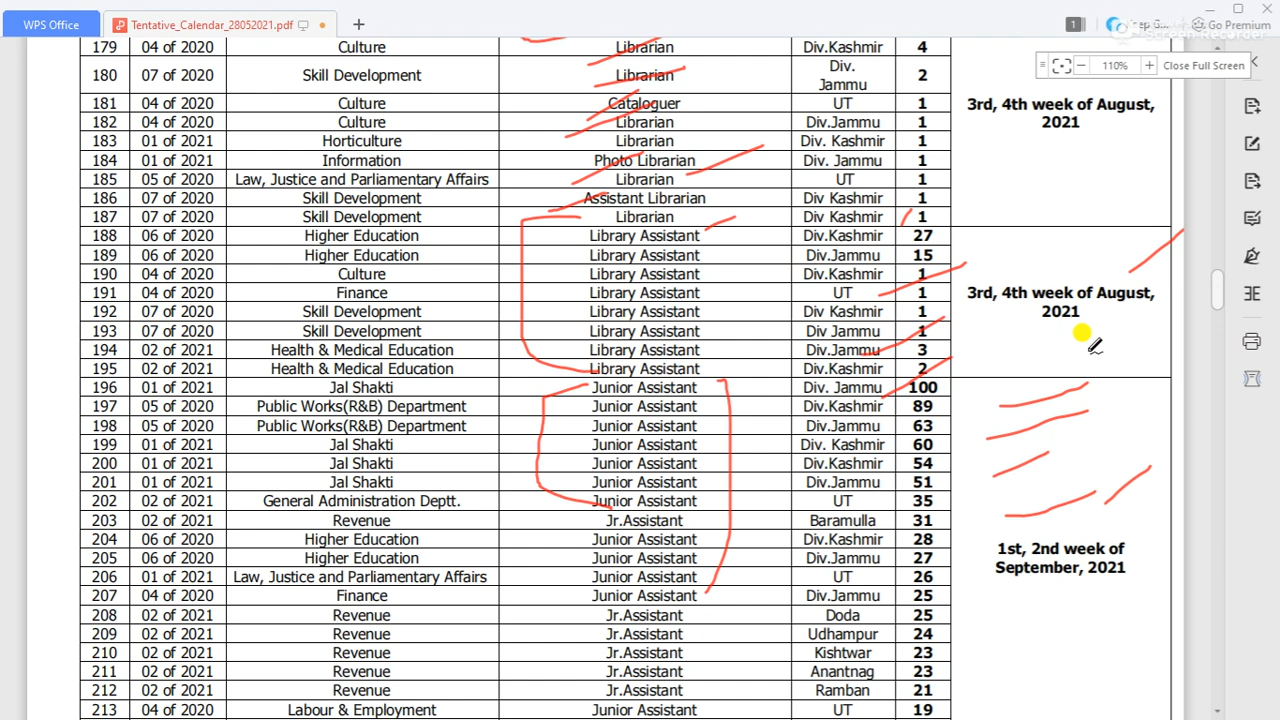 WPS Office
Tentative_Calendar_28052021.pdf
1
Go Premium
Screen Recorder
110%
Close Full Screen
179 04 of 2020 Culture Librarian Div.Kashmir 4
180 07 of 2020 Skill Development Librarian Div. Jammu 2
181 04 of 2020 Culture Cataloguer UT 1
3rd, 4th week of August, 2021
182 04 of 2020 Culture Librarian Div.Jammu 1
183 01 of 2021 Horticulture Librarian Div. Kashmir 1
184 01 of 2021 Information Photo Librarian Div. Jammu 1
185 05 of 2020 Law, Justice and Parliamentary Affairs Librarian UT 1
186 07 of 2020 Skill Development Assistant Librarian Div Kashmir 1
187 07 of 2020 Skill Development Librarian Div Kashmir 1
188 06 of 2020 Higher Education Library Assistant Div.Kashmir 27
189 06 of 2020 Higher Education Library Assistant Div.Jammu 15
190 04 of 2020 Culture Library Assistant Div.Kashmir 1
191 04 of 2020 Finance Library Assistant UT 1
3rd, 4th week of August, 2021
192 07 of 2020 Skill Development Library Assistant Div Kashmir 1
193 07 of 2020 Skill Development Library Assistant Div Jammu 1
194 02 of 2021 Health & Medical Education Library Assistant Div.Jammu 3
195 02 of 2021 Health & Medical Education Library Assistant Div.Kashmir 2
196 01 of 2021 Jal Shakti Junior Assistant Div. Jammu 100
197 05 of 2020 Public Works(R&B) Department Junior Assistant Div.Kashmir 89
198 05 of 2020 Public Works(R&B) Department Junior Assistant Div.Jammu 63
199 01 of 2021 Jal Shakti Junior Assistant Div. Kashmir 60
200 01 of 2021 Jal Shakti Junior Assistant Div.Kashmir 54
201 01 of 2021 Jal Shakti Junior Assistant Div.Jammu 51
202 02 of 2021 General Administration Deptt. Junior Assistant UT 35
203 02 of 2021 Revenue Jr.Assistant Baramulla 31
204 06 of 2020 Higher Education Junior Assistant Div.Kashmir 28
205 06 of 2020 Higher Education Junior Assistant Div.Jammu 27
1st, 2nd week of September, 2021
206 01 of 2021 Law, Justice and Parliamentary Affairs Junior Assistant UT 26
207 04 of 2020 Finance Junior Assistant Div.Jammu 25
208 02 of 2021 Revenue Jr.Assistant Doda 25
209 02 of 2021 Revenue Jr.Assistant Udhampur 24
210 02 of 2021 Revenue Jr.Assistant Kishtwar 23
211 02 of 2021 Revenue Jr.Assistant Anantnag 23
212 02 of 2021 Revenue Jr.Assistant Ramban 21
213 04 of 2020 Labour & Employment Junior Assistant UT 19